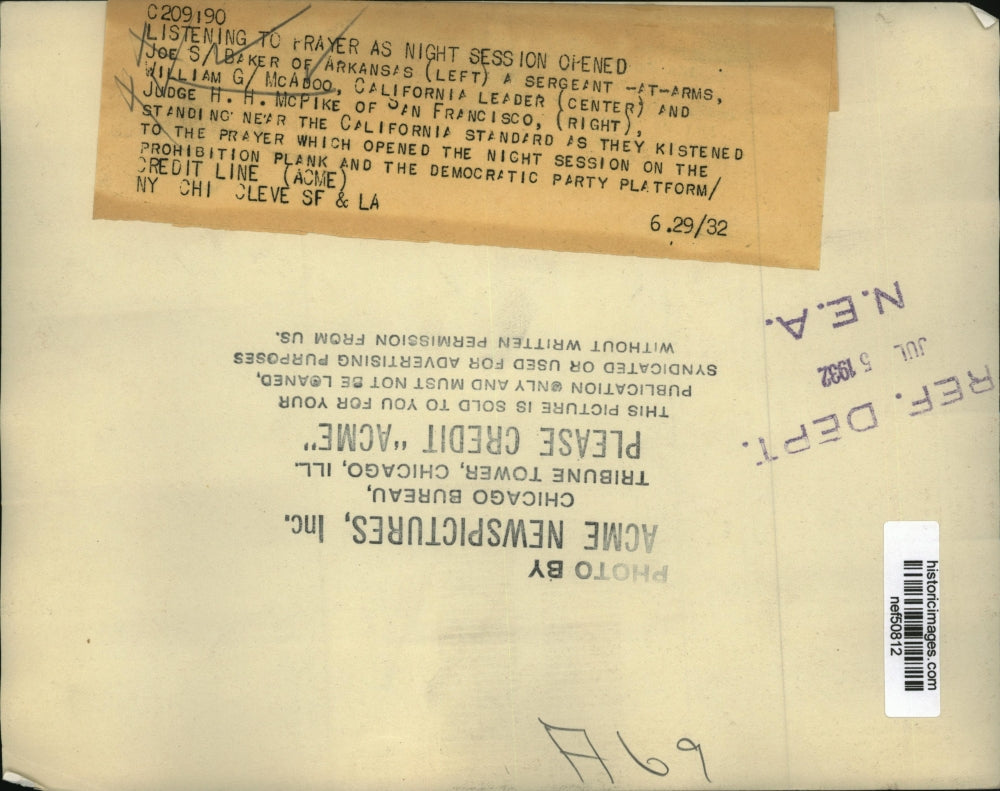 C209190
LISTENING TO PRAYER AS NIGHT SESSION OPENED
JOE S. BAKER OF ARKANSAS (LEFT) A SERGEANT -AT-ARMS,
WILLIAM G. MCADOO, CALIFORNIA LEADER (CENTER) AND
JUDGE H. H. MCPIKE OF SAN FRANCISCO, (RIGHT),
STANDING NEAR THE CALIFORNIA STANDARD AS THEY KISTENED
TO THE PRAYER WHICH OPENED THE NIGHT SESSION ON THE
PROHIBITION PLANK AND THE DEMOCRATIC PARTY PLATFORM/
CREDIT LINE (ACME)
NY CHI CLEVE SF & LA
6.29/32
REF. DEPT.
JUL 5 1932
N.E.A.
PHOTO BY
ACME NEWSPICTURES, Inc.
CHICAGO BUREAU,
TRIBUNE TOWER, CHICAGO, ILL.
PLEASE CREDIT "ACME"
THIS PICTURE IS SOLD TO YOU FOR YOUR
PUBLICATION ONLY AND MUST NOT BE LOANED,
SYNDICATED OR USED FOR ADVERTISING PURPOSES
WITHOUT WRITTEN PERMISSION FROM US.
historicimages.com
nef50812
A69